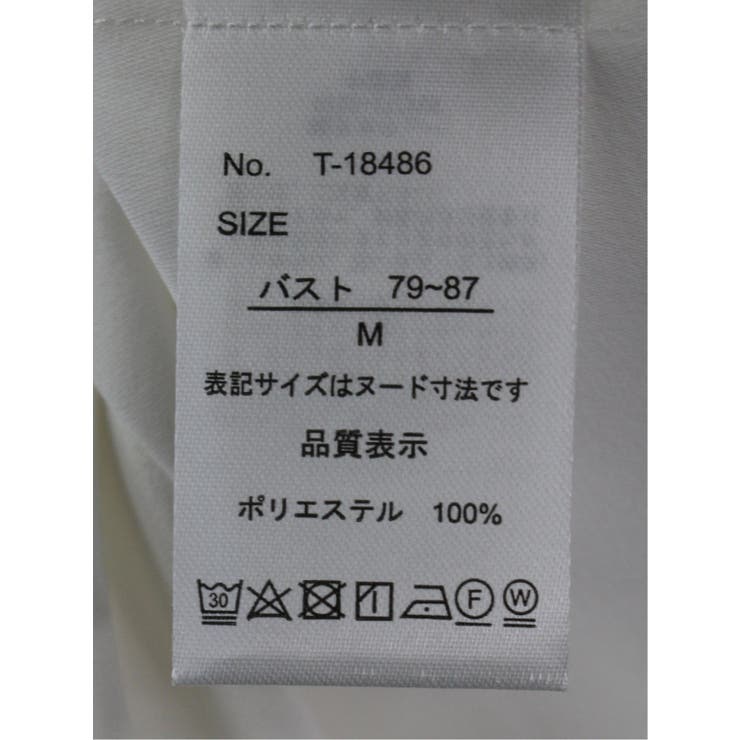 No. T-18486
SIZE
バスト 79~87
M
表記サイズはヌード寸法です
品質表示
ポリエステル 100%
30 F W